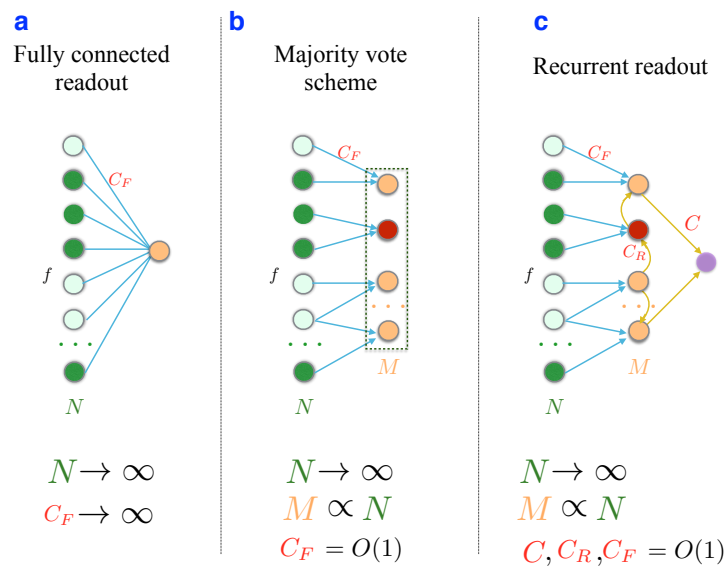 a
Fully connected
readout
C_F
f
. . .
N
N → ∞
C_F → ∞
b
Majority vote
scheme
C_F
f
. . .
. . .
N
M
N → ∞
M ∝ N
C_F = O(1)
c
Recurrent readout
C_F
C
C_R
f
. . .
. . .
N
M
N → ∞
M ∝ N
C, C_R, C_F = O(1)